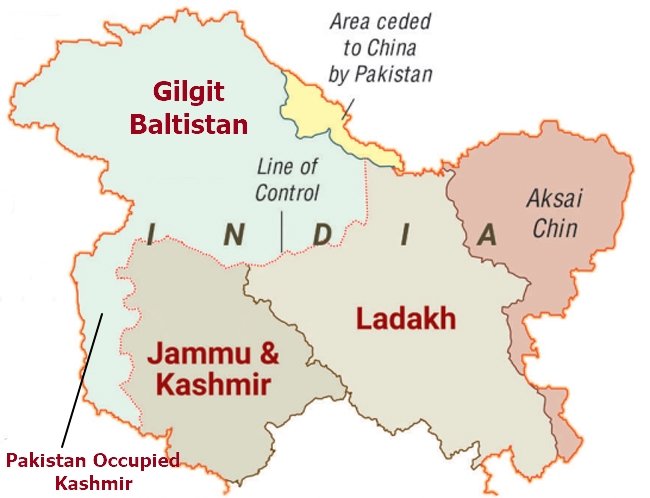 Area ceded
to China
by Pakistan
Gilgit
Baltistan
Line of
Control
Aksai
Chin
INDIA
Ladakh
Jammu &
Kashmir
Pakistan Occupied
Kashmir